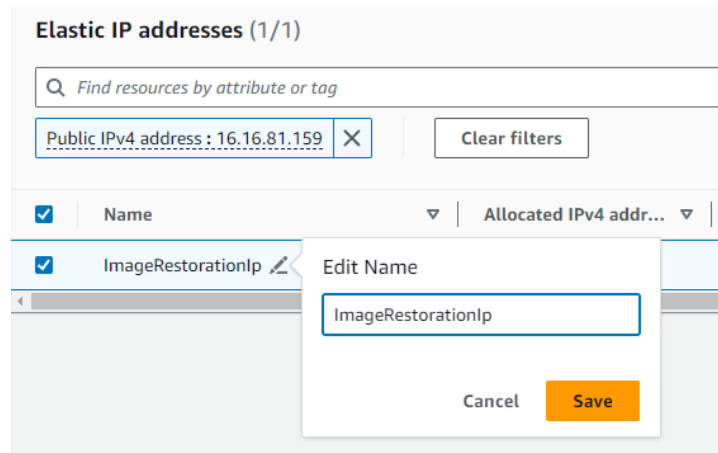 Elastic IP addresses (1/1)
Find resources by attribute or tag
Public IPv4 address : 16.16.81.159
Clear filters
Name Allocated IPv4 addr...
ImageRestorationIp
Edit Name
ImageRestorationIp
Cancel Save